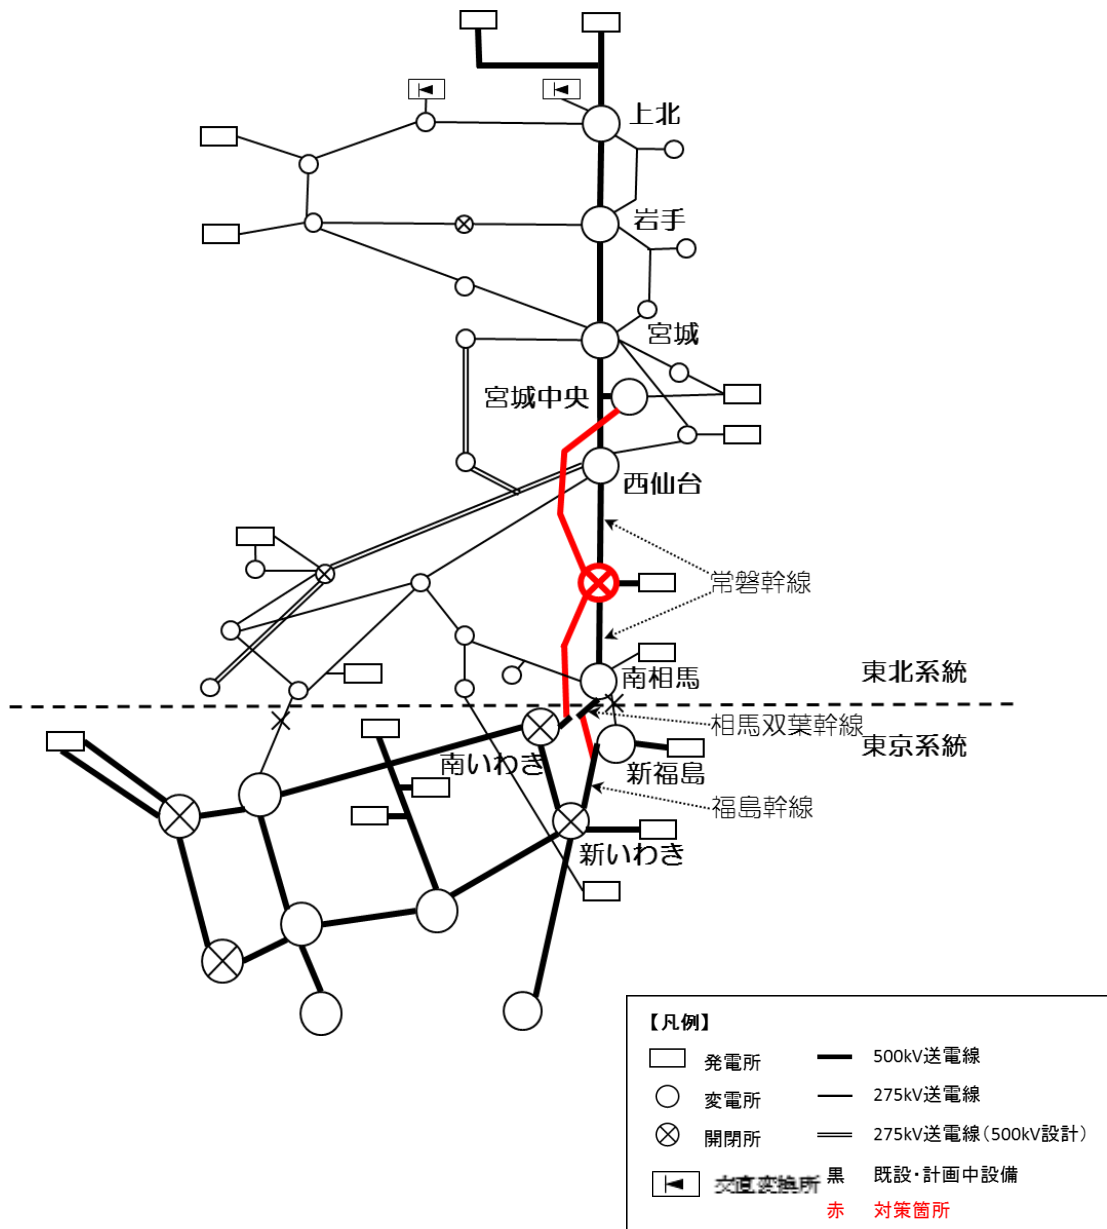 上北
岩手
宮城
宮城中央
西仙台
常磐幹線
南相馬
東北系統
相馬双葉幹線
東京系統
南いわき
新福島
福島幹線
新いわき
【凡例】
発電所 500kV送電線
変電所 275kV送電線
開閉所 275kV送電線(500kV設計)
交直変換所 黒 既設・計画中設備
赤 対策箇所